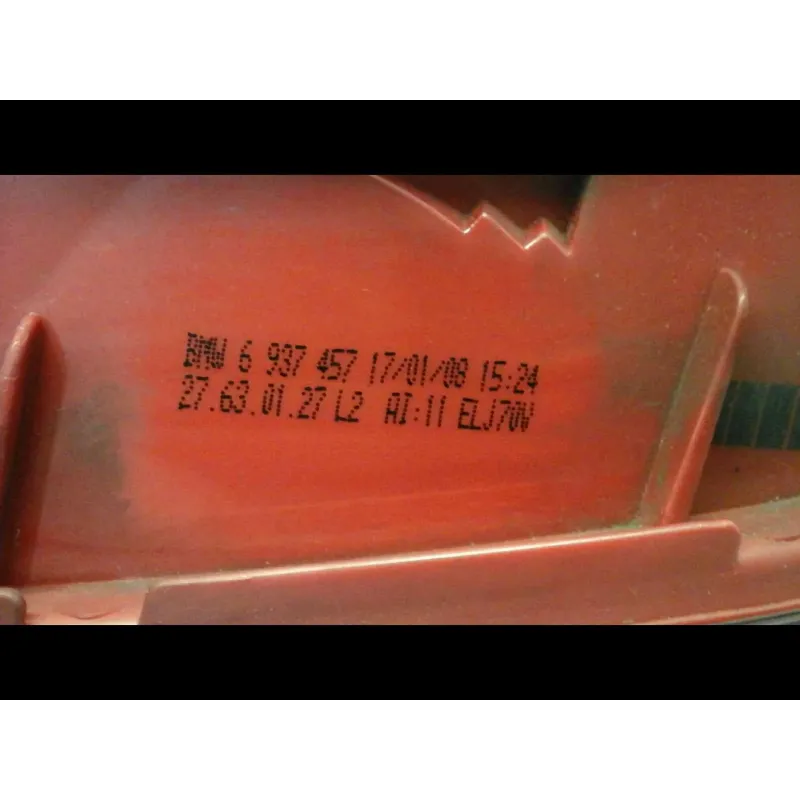 BMW 6 937 457 17/01/08 15:24
27.63.01.27 L2 AI:11 ELJ70V